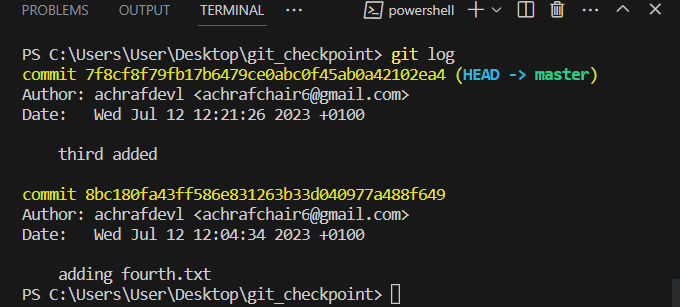 PROBLEMS OUTPUT TERMINAL ... powershell
PS C:\Users\User\Desktop\git_checkpoint> git log
commit 7f8cf8f79fb17b6479ce0abc0f45ab0a42102ea4 (HEAD -> master)
Author: achrafdevl <achrafchair6@gmail.com>
Date:   Wed Jul 12 12:21:26 2023 +0100
    third added
commit 8bc180fa43ff586e831263b33d040977a488f649
Author: achrafdevl <achrafchair6@gmail.com>
Date:   Wed Jul 12 12:04:34 2023 +0100
    adding fourth.txt
PS C:\Users\User\Desktop\git_checkpoint>